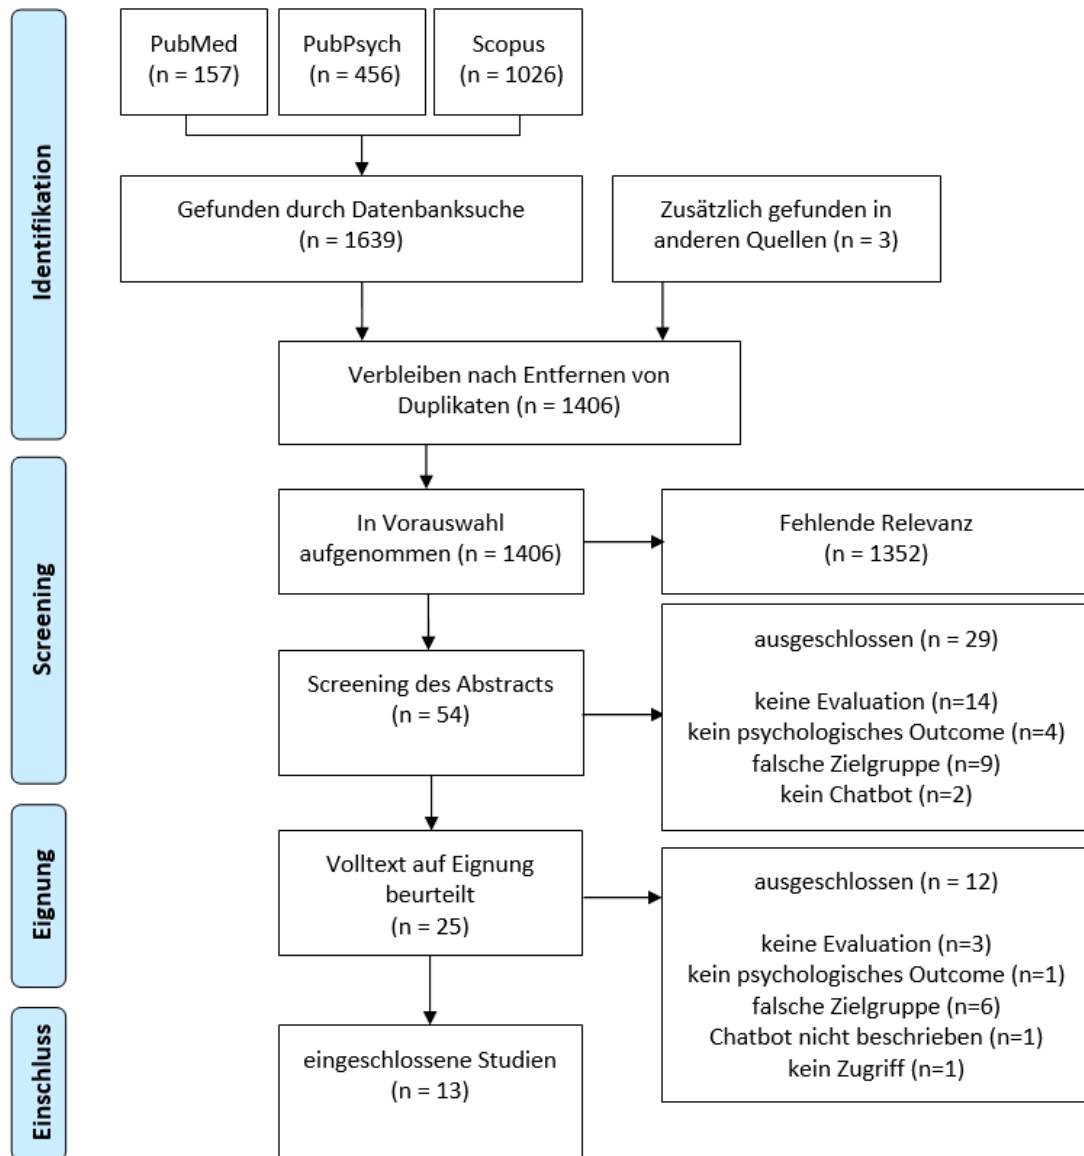 Identifikation
PubMed
(n = 157)
PubPsych
(n = 456)
Scopus
(n = 1026)
Gefunden durch Datenbanksuche
(n = 1639)
Zusätzlich gefunden in
anderen Quellen (n = 3)
Verbleiben nach Entfernen von
Duplikaten (n = 1406)
Screening
In Vorauswahl
aufgenommen (n = 1406)
Fehlende Relevanz
(n = 1352)
Screening des Abstracts
(n = 54)
ausgeschlossen (n = 29)
keine Evaluation (n=14)
kein psychologisches Outcome (n=4)
falsche Zielgruppe (n=9)
kein Chatbot (n=2)
Eignung
Volltext auf Eignung
beurteilt
(n = 25)
ausgeschlossen (n = 12)
keine Evaluation (n=3)
kein psychologisches Outcome (n=1)
falsche Zielgruppe (n=6)
Chatbot nicht beschrieben (n=1)
kein Zugriff (n=1)
Einschluss
eingeschlossene Studien
(n = 13)